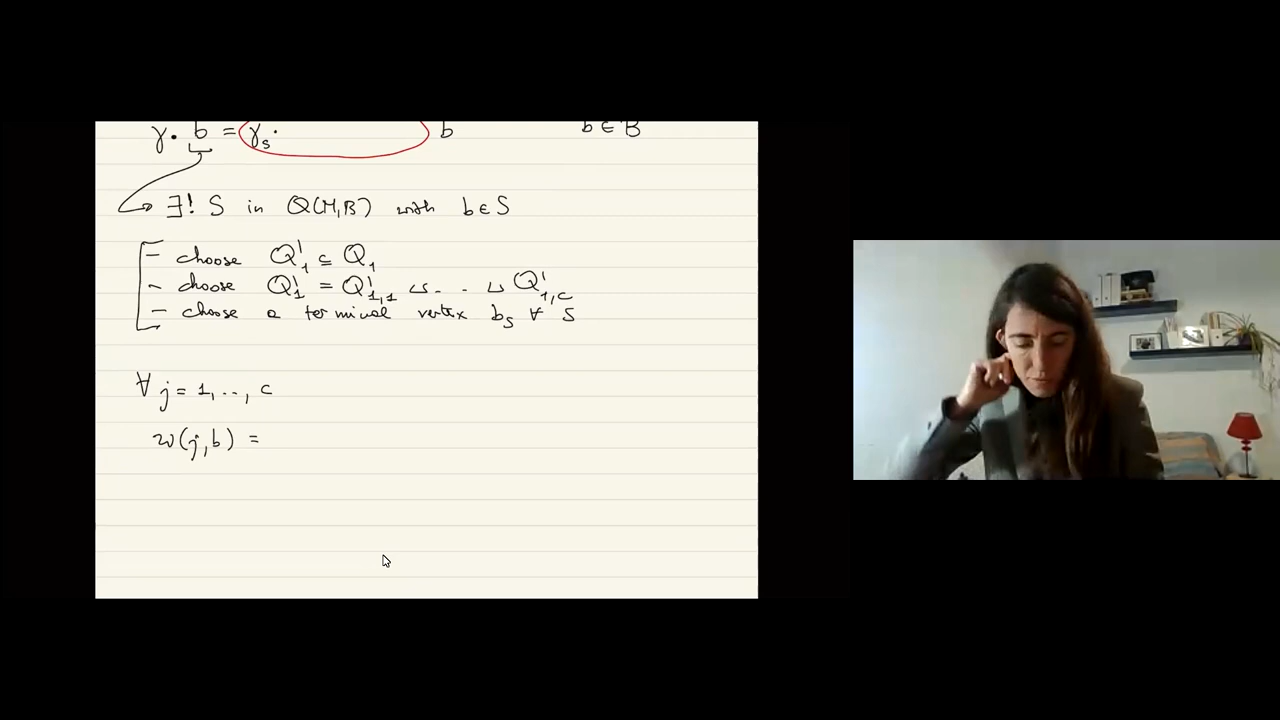 γ. b = γ_s. b b ∈ B
∃! S in Q(M,B) with b ∈ S
- choose Q'_1 ⊆ Q_1
- choose Q'_1 = Q'_{1,1} ⊔ ... ⊔ Q'_{1,c}
- choose a terminal vertex b_S ∀ S
∀ j = 1, .., c
w(j,b) =